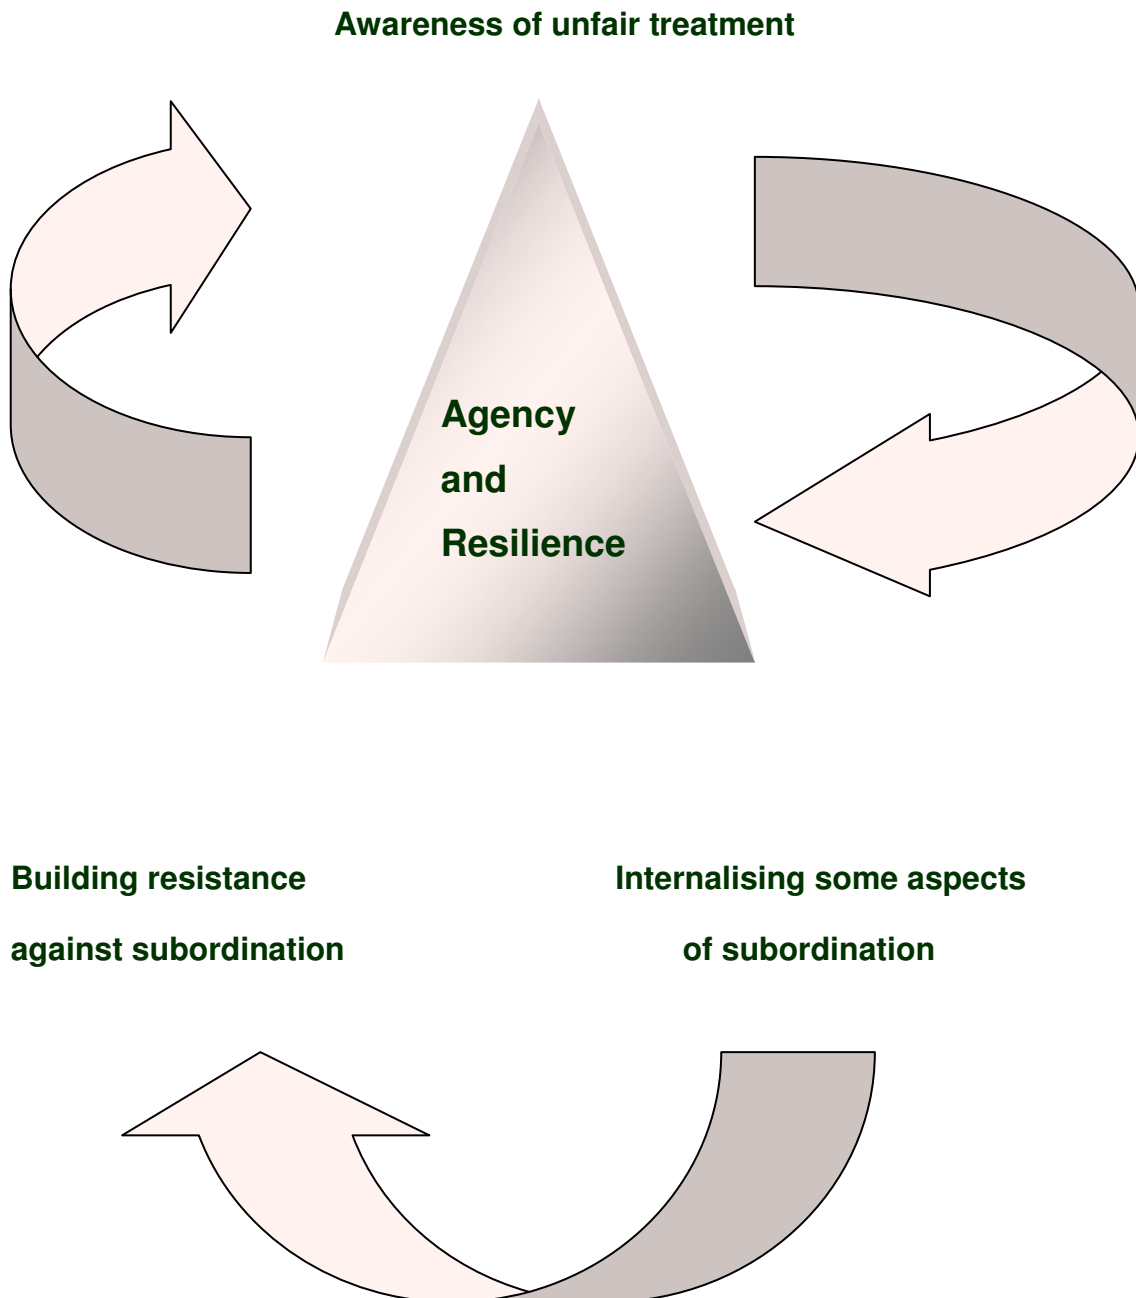 Awareness of unfair treatment
Agency
and
Resilience
Building resistance
against subordination
Internalising some aspects
of subordination